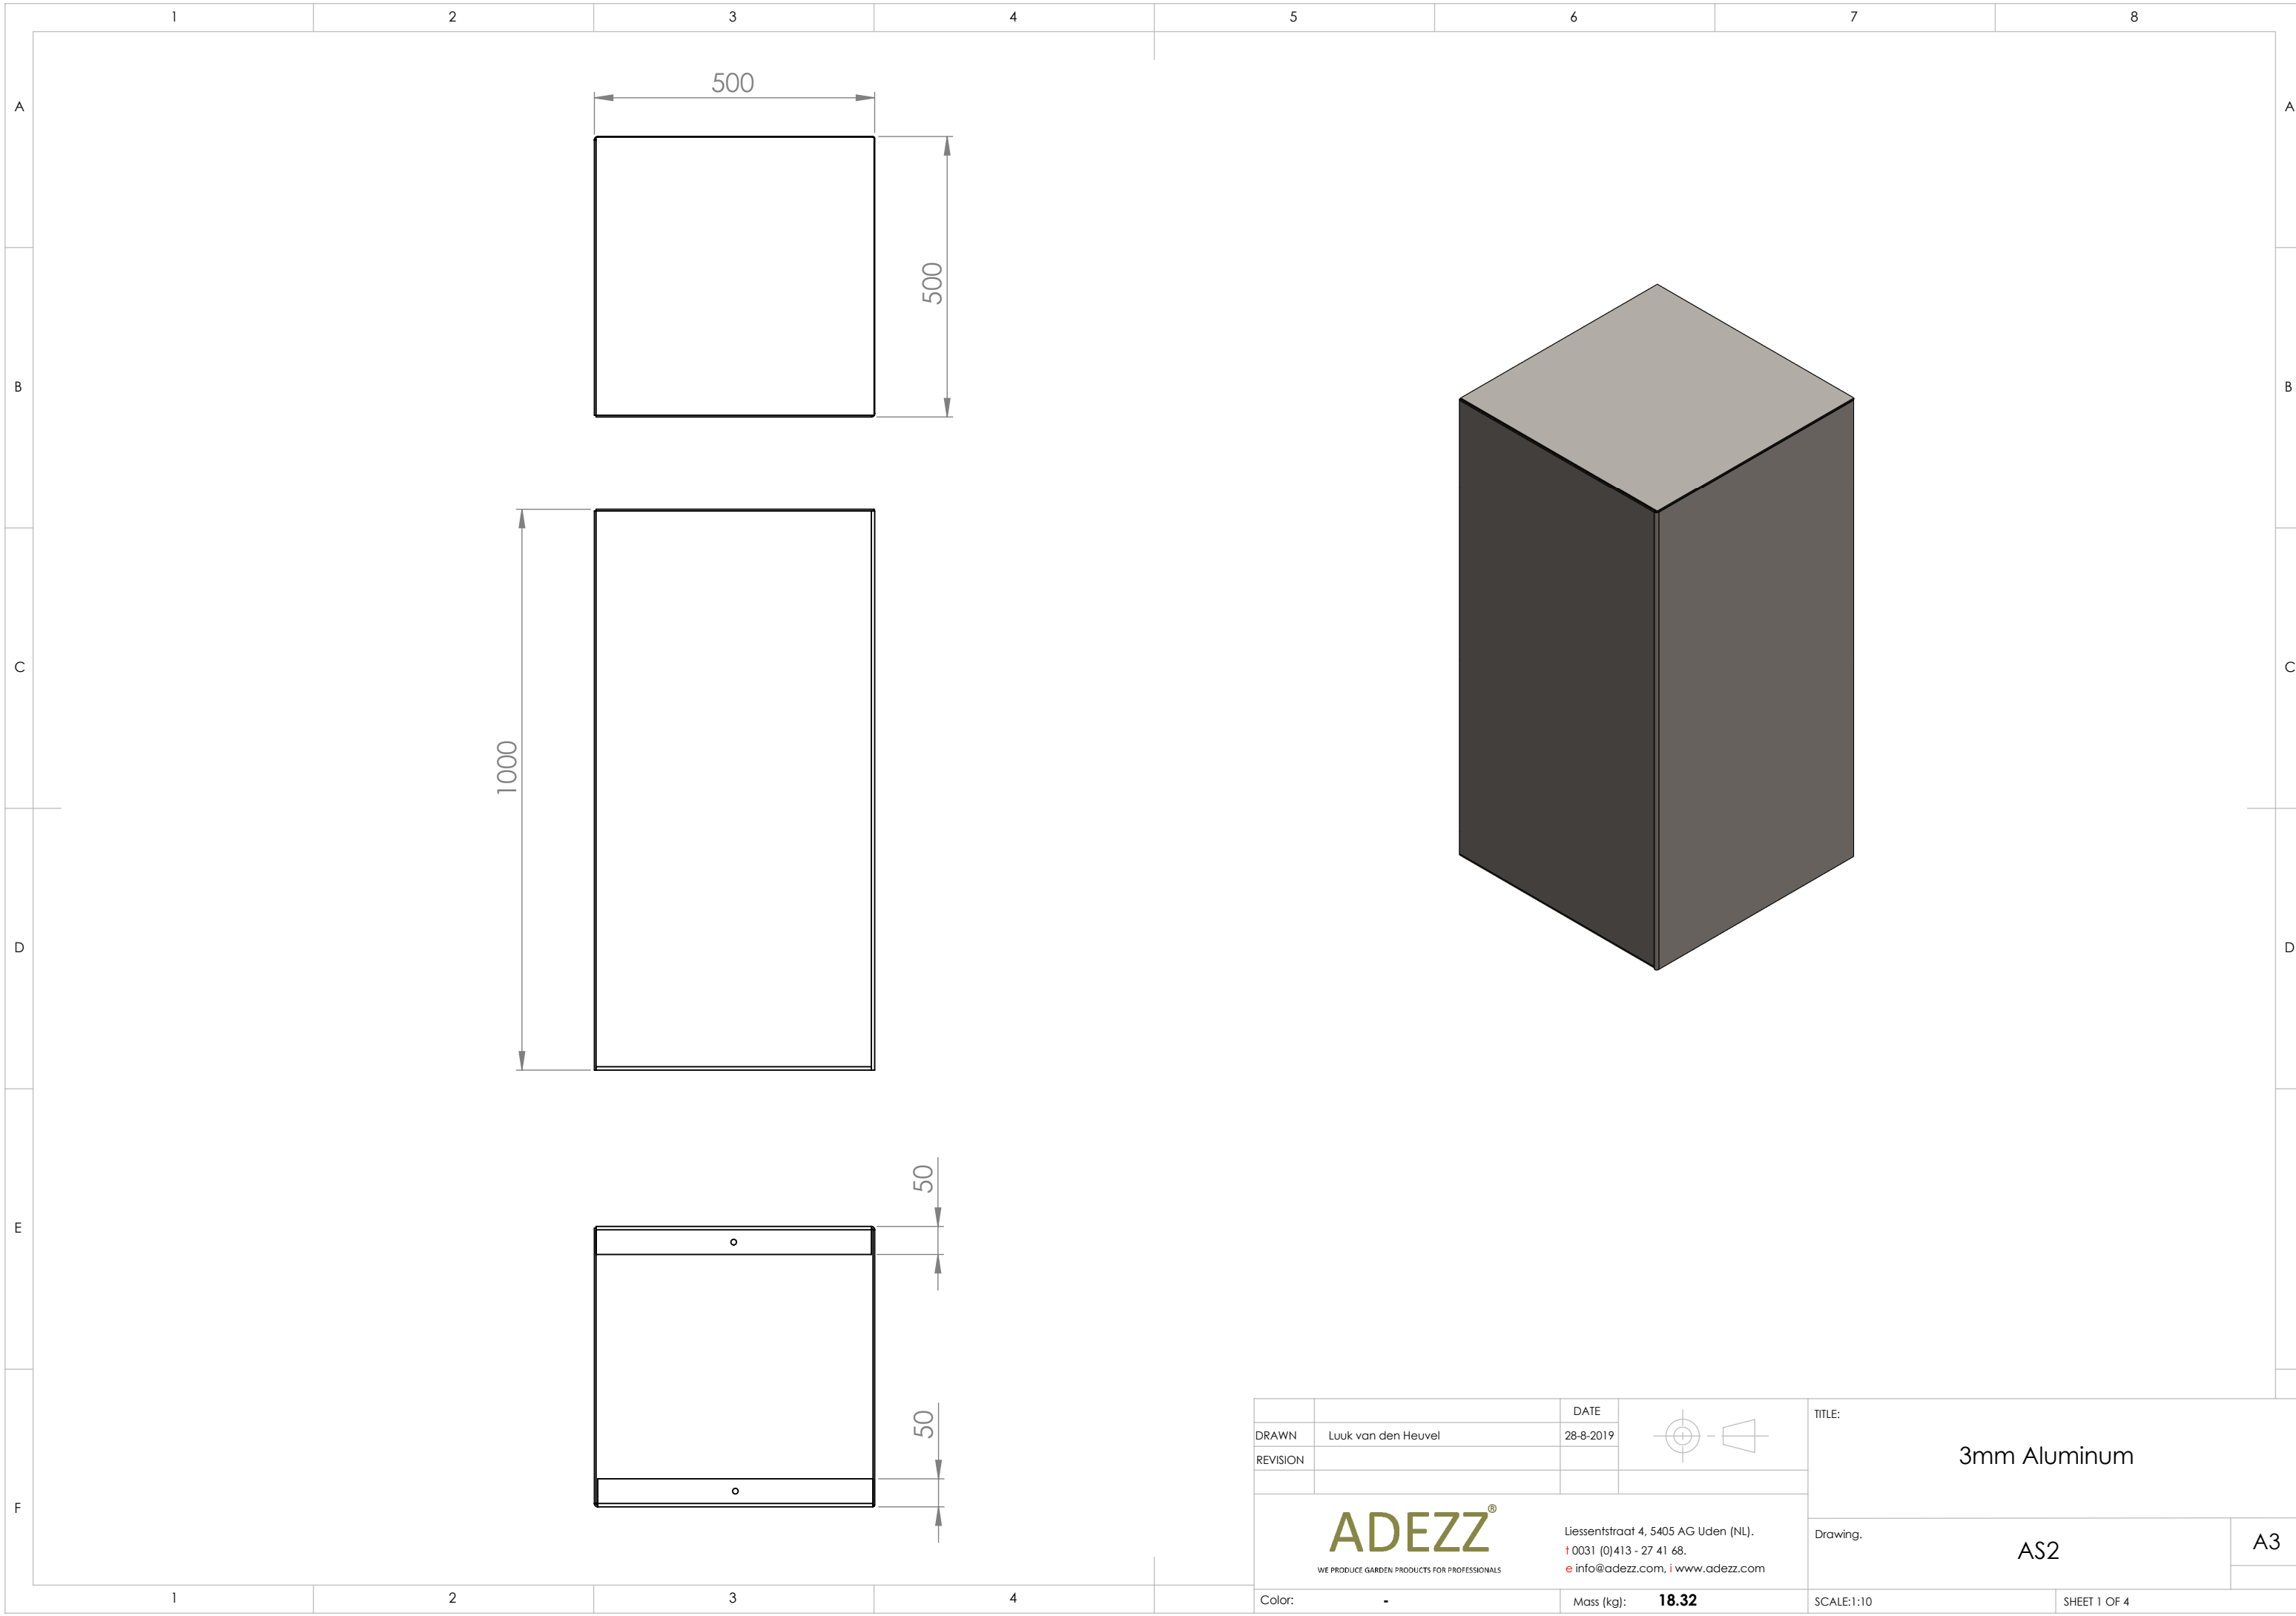 1 2 3 4 5 6 7 8
A A
B B
C C
D D
E
F
500
500
1000
50
50
DATE
DRAWN Luuk van den Heuvel 28-8-2019
REVISION
TITLE:
3mm Aluminum
ADEZZ®
WE PRODUCE GARDEN PRODUCTS FOR PROFESSIONALS
Liessentstraat 4, 5405 AG Uden (NL).
t 0031 (0)413 - 27 41 68.
e info@adezz.com, i www.adezz.com
Drawing.
AS2
A3
Color: -
Mass (kg): 18.32
SCALE:1:10
SHEET 1 OF 4
1 2 3 4